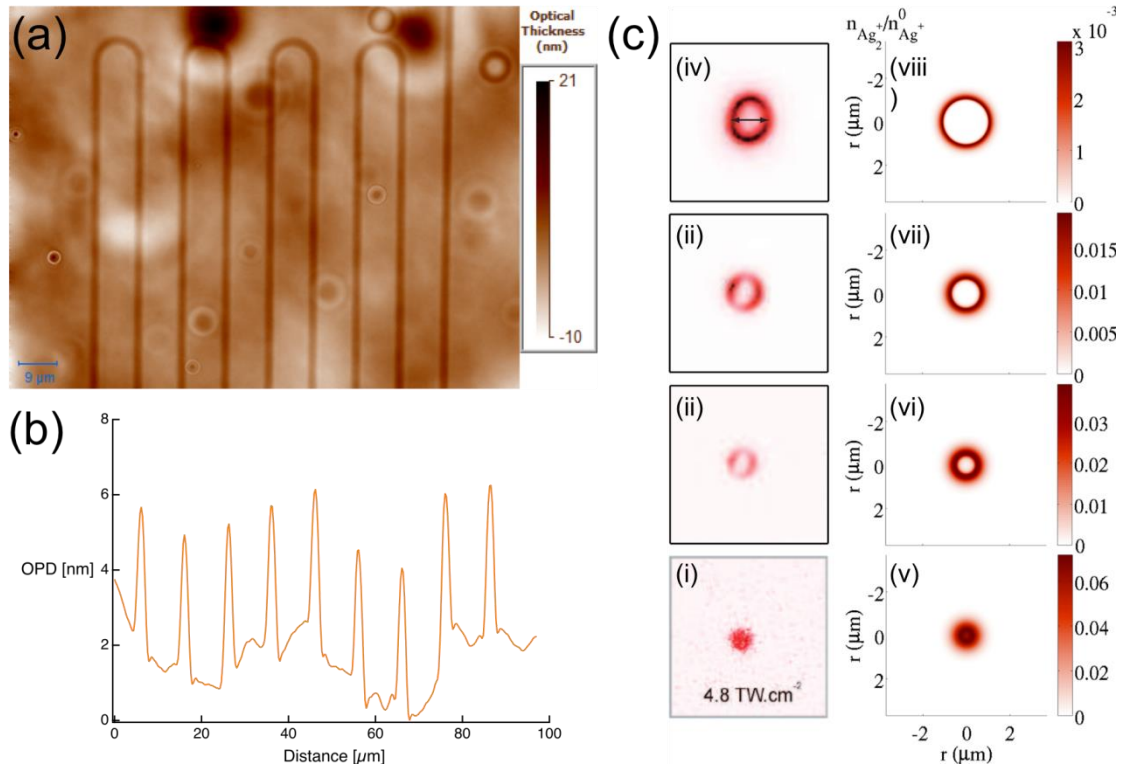 (a)
Optical
Thickness
(nm)
21
-10
9 µm
(b)
8
6
4
2
0
OPD [nm]
0
20
40
60
80
100
Distance [µm]
(c)
(iv)
(ii)
(ii)
(i)
4.8 TW.cm-2
nAg+/n0Ag+
x 10-3
(viii
)
-2
0
2
r (µm)
2
3
2
1
0
(vii)
-2
0
2
r (µm)
0.015
0.01
0.005
0
(vi)
-2
0
2
r (µm)
0.03
0.02
0.01
0
(v)
-2
0
2
r (µm)
0.06
0.04
0.02
0
-2
0
2
r (µm)